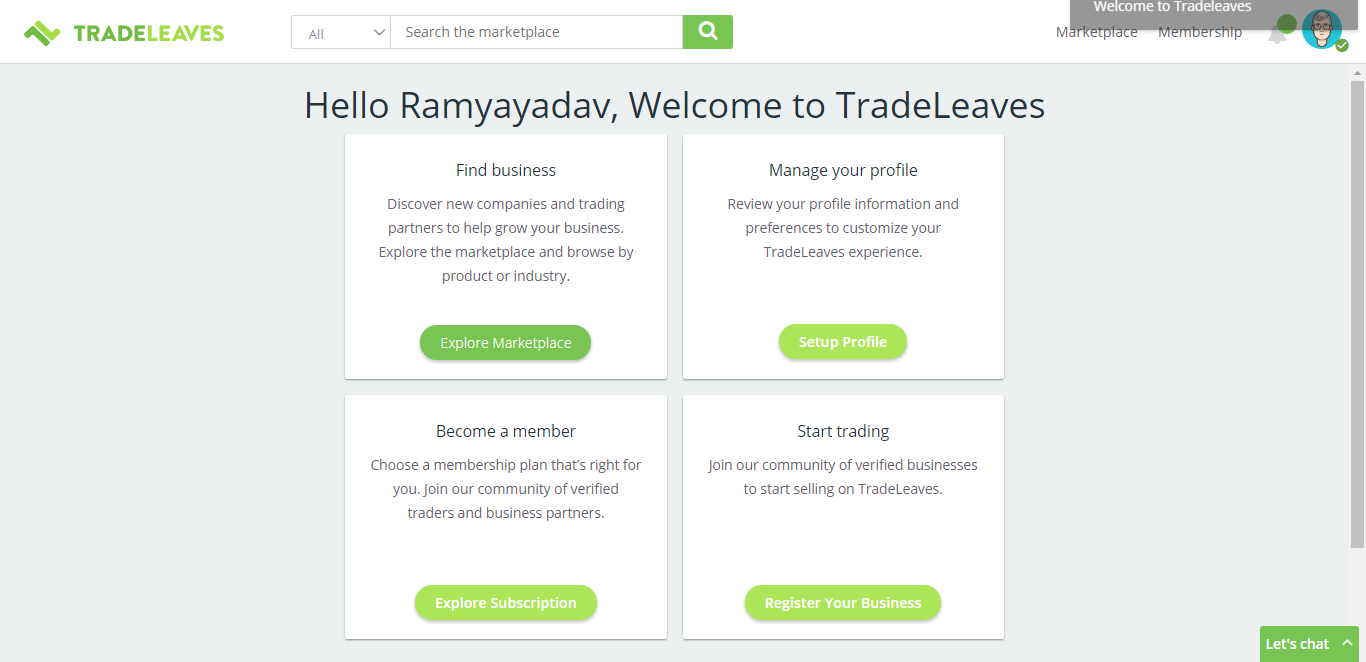 TRADELEAVES
All
Search the marketplace
Welcome to Tradeleaves
Marketplace
Membership
Hello Ramyayadav, Welcome to TradeLeaves
Find business
Discover new companies and trading
partners to help grow your business.
Explore the marketplace and browse by
product or industry.
Explore Marketplace
Manage your profile
Review your profile information and
preferences to customize your
TradeLeaves experience.
Setup Profile
Become a member
Choose a membership plan that’s right for
you. Join our community of verified
traders and business partners.
Explore Subscription
Start trading
Join our community of verified businesses
to start selling on TradeLeaves.
Register Your Business
Let's chat